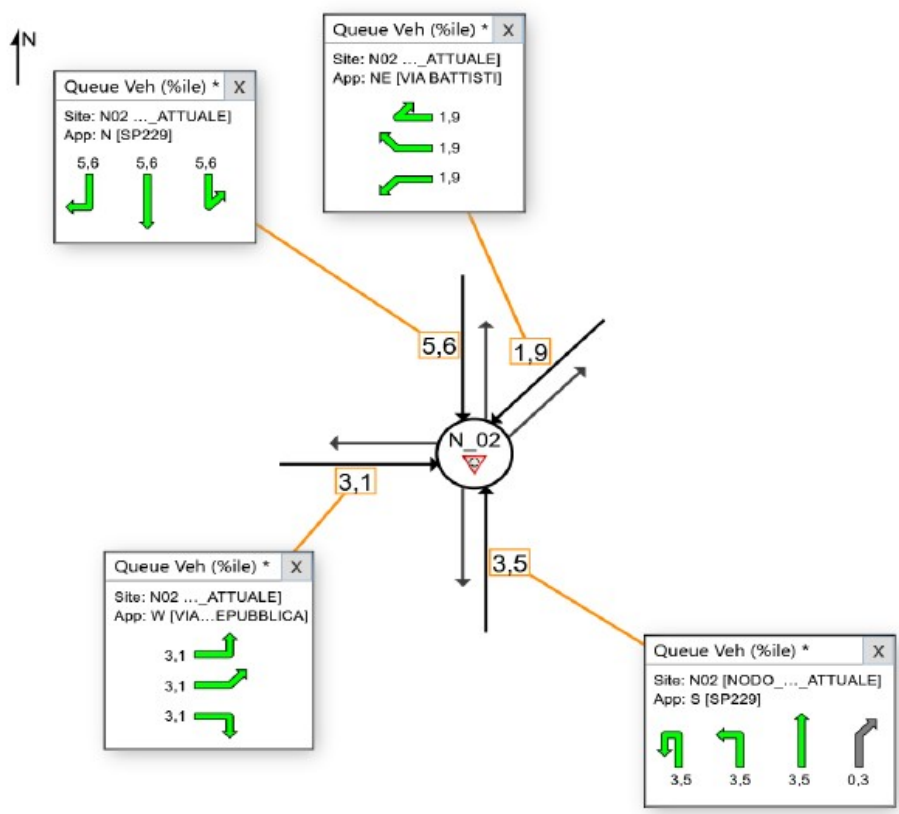 N
Queue Veh (%ile) * X
Site: N02 ..._ATTUALE]
App: NE [VIA BATTISTI]
1,9
1,9
1,9
Queue Veh (%ile) * X
Site: N02 ..._ATTUALE]
App: N [SP229]
5,6 5,6 5,6
5,6
1,9
N_02
3,1
3,5
Queue Veh (%ile) * X
Site: N02 ..._ATTUALE]
App: W [VIA...EPUBBLICA]
3,1
3,1
3,1
Queue Veh (%ile) * X
Site: N02 [NODO_..._ATTUALE]
App: S [SP229]
3,5 3,5 3,5 0,3